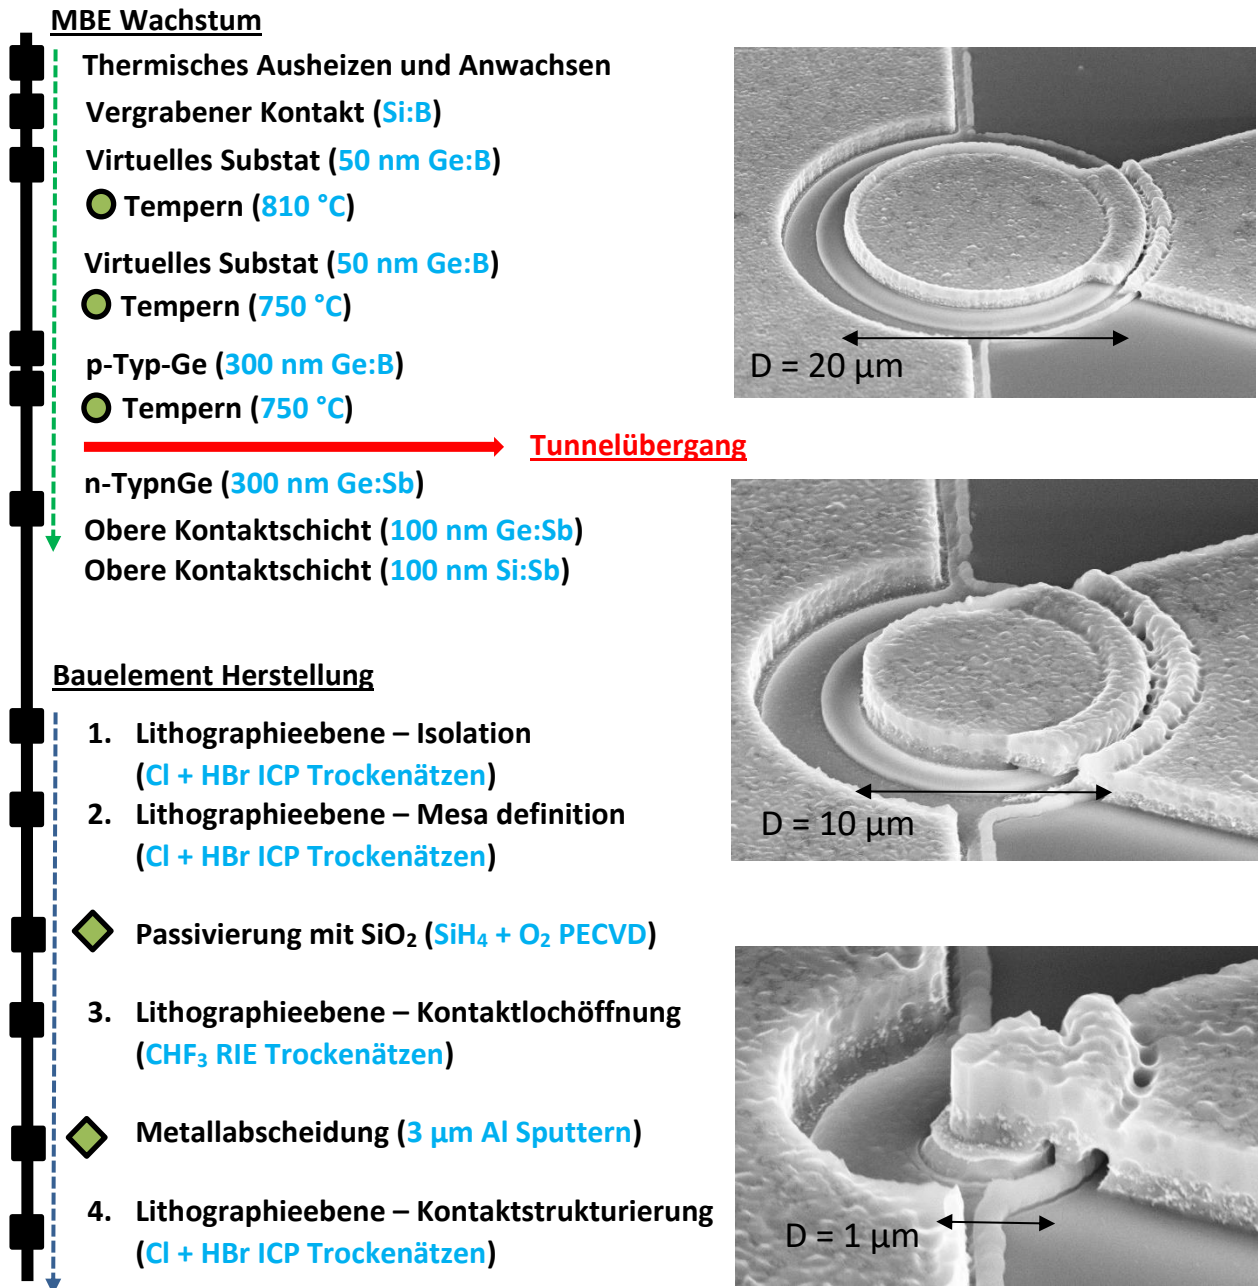 MBE Wachstum
Thermisches Ausheizen und Anwachsen
Vergrabener Kontakt (Si:B)
Virtuelles Substat (50 nm Ge:B)
Tempern (810 °C)
Virtuelles Substat (50 nm Ge:B)
Tempern (750 °C)
p-Typ-Ge (300 nm Ge:B)
Tempern (750 °C)
Tunnelübergang
n-TypnGe (300 nm Ge:Sb)
Obere Kontaktschicht (100 nm Ge:Sb)
Obere Kontaktschicht (100 nm Si:Sb)
Bauelement Herstellung
1. Lithographieebene – Isolation
(Cl + HBr ICP Trockenätzen)
2. Lithographieebene – Mesa definition
(Cl + HBr ICP Trockenätzen)
Passivierung mit SiO₂ (SiH₄ + O₂ PECVD)
3. Lithographieebene – Kontaktlochöffnung
(CHF₃ RIE Trockenätzen)
Metallabscheidung (3 µm Al Sputtern)
4. Lithographieebene – Kontaktstrukturierung
(Cl + HBr ICP Trockenätzen)
D = 20 µm
D = 10 µm
D = 1 µm